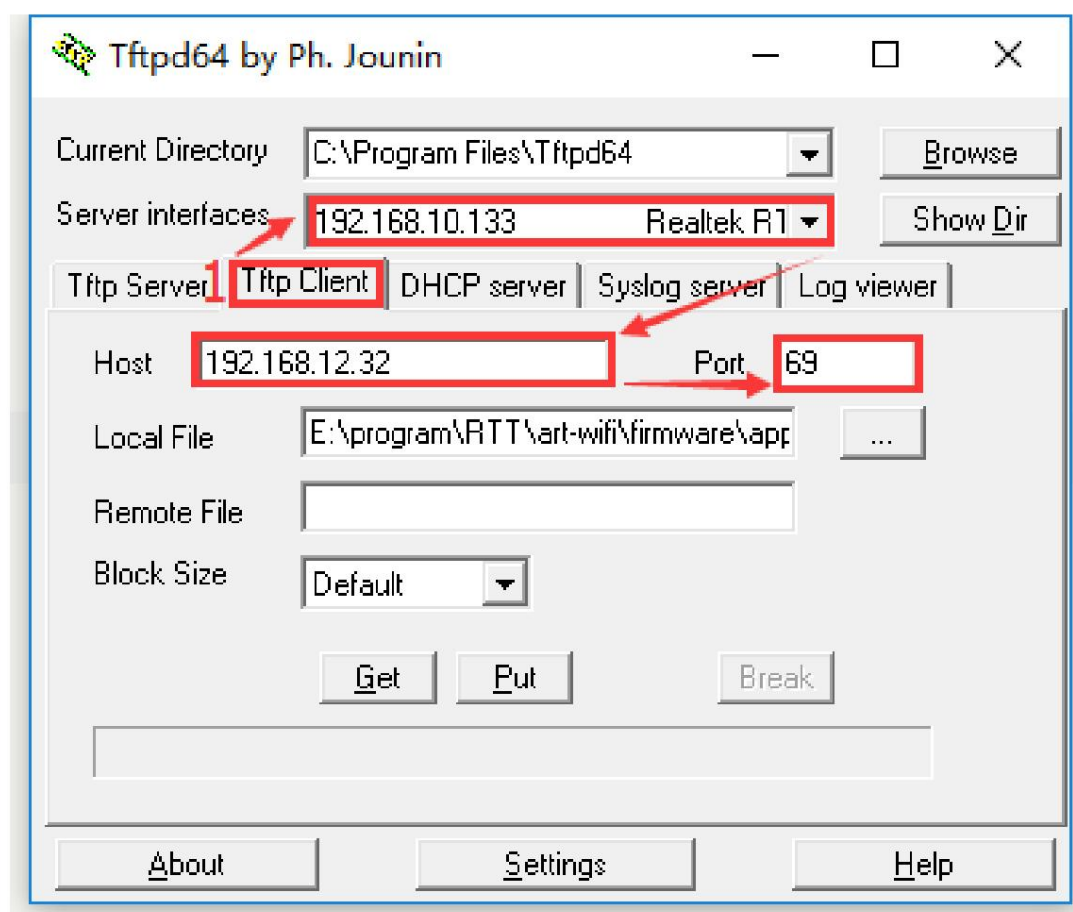 Tftpd64 by Ph. Jounin
Current Directory C:\Program Files\Tftpd64 Browse
Server interfaces 192.168.10.133 Realtek RT Show Dir
Tftp Server 1 Tftp Client DHCP server Syslog server Log viewer
Host 192.168.12.32 Port 69
Local File E:\program\RTT\art-wifi\firmware\app ...
Remote File
Block Size Default
Get Put Break
About Settings Help